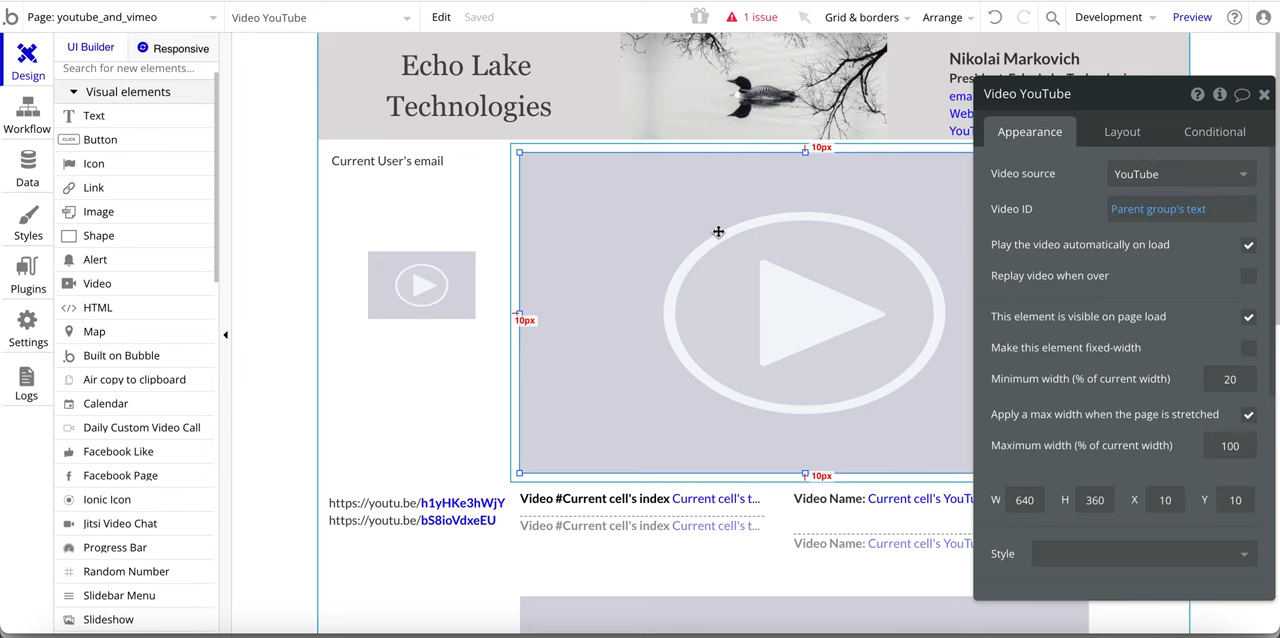 b Page: youtube_and_vimeo
Video YouTube
Edit
Saved
1 issue
Grid & borders
Arrange
Development
Preview
Design
Workflow
Data
Styles
Plugins
Settings
Logs
UI Builder
Responsive
Search for new elements...
Visual elements
Text
CLICK
Button
Icon
Link
Image
Shape
Alert
Video
</> HTML
Map
Built on Bubble
Air copy to clipboard
Calendar
Daily Custom Video Call
Facebook Like
Facebook Page
Ionic Icon
Jitsi Video Chat
Progress Bar
Random Number
Slidebar Menu
Slideshow
Echo Lake
Technologies
Nikolai Markovich
Current User's email
10px
10px
10px
https://youtu.be/h1yHKe3hWjY
https://youtu.be/bS8ioVdxeEU
Video #Current cell's index Current cell's t...
Video #Current cell's index Current cell's t...
Video Name: Current cell's YouTu
Video Name: Current cell's YouTu
Video YouTube
Appearance
Layout
Conditional
Video source
YouTube
Video ID
Parent group's text
Play the video automatically on load
Replay video when over
This element is visible on page load
Make this element fixed-width
Minimum width (% of current width)
20
Apply a max width when the page is stretched
Maximum width (% of current width)
100
W 640 H 360 X 10 Y 10
Style